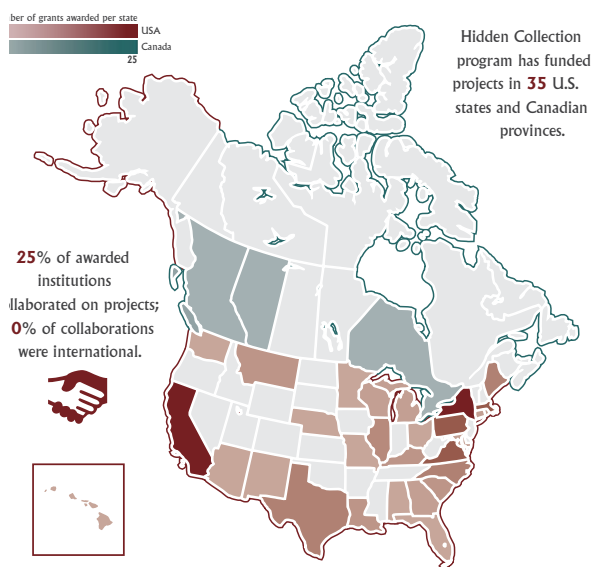 ber of grants awarded per state
USA
Canada
25
Hidden Collection
program has funded
projects in 35 U.S.
states and Canadian
provinces.
25% of awarded
institutions
llaborated on projects;
0% of collaborations
were international.